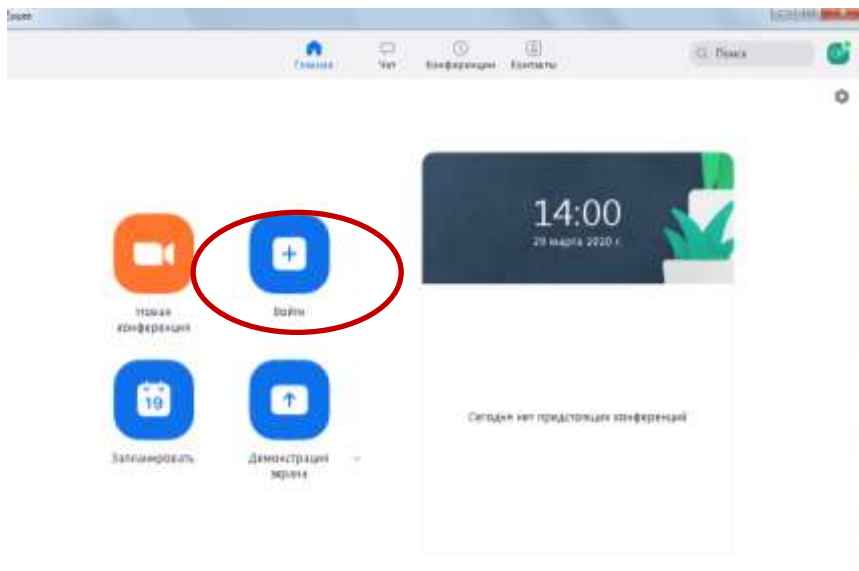 Zoom
Главная Чат Конференции Контакты
Поиск
14:00
29 марта 2020 г.
Новая
конференция
Войти
19
Запланировать
Демонстрация
экрана
Сегодня нет предстоящих конференций